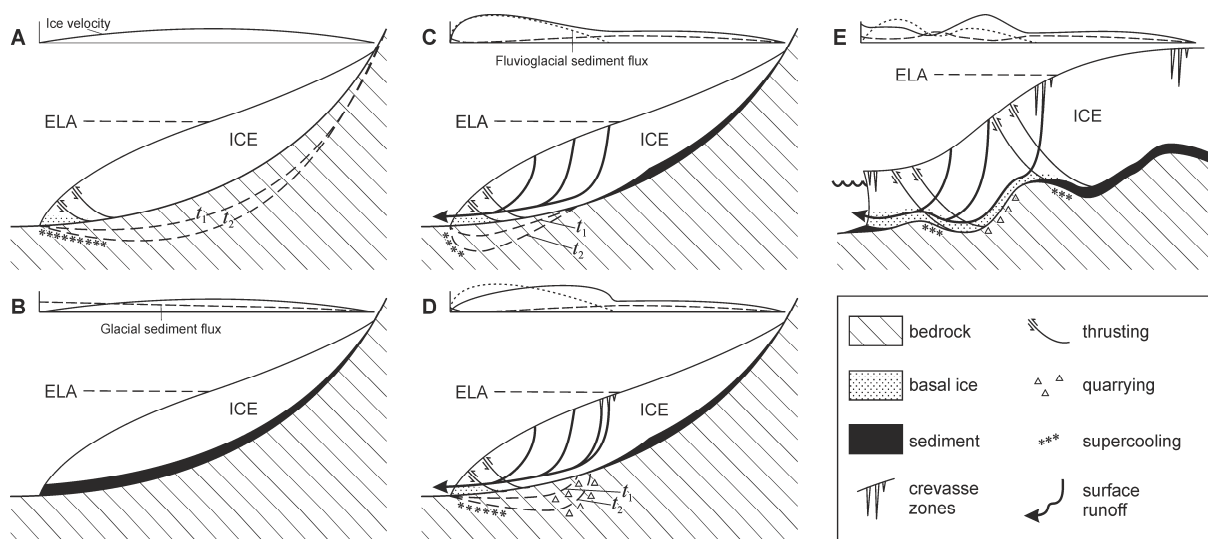 A
Ice velocity
ELA
ICE
t1
t2
B
Glacial sediment flux
ELA
ICE
C
Fluvioglacial sediment flux
ELA
ICE
t1
t2
D
ELA
ICE
t1
t2
E
ELA
ICE
bedrock
thrusting
basal ice
quarrying
sediment
supercooling
crevasse
zones
surface
runoff